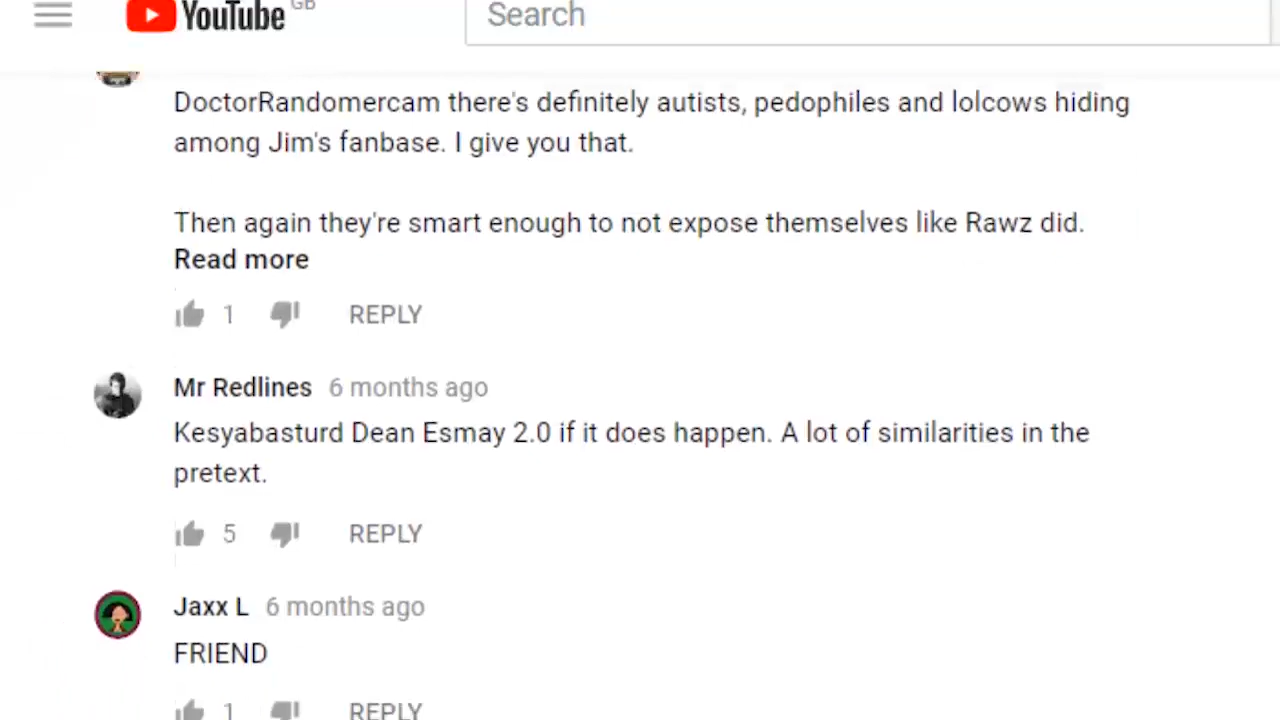 YouTube GB
Search
DoctorRandomercam there's definitely autists, pedophiles and lolcows hiding
among Jim's fanbase. I give you that.
Then again they're smart enough to not expose themselves like Rawz did.
Read more
1 REPLY
Mr Redlines 6 months ago
Kesyabasturd Dean Esmay 2.0 if it does happen. A lot of similarities in the
pretext.
5 REPLY
Jaxx L 6 months ago
FRIEND
1 REPLY